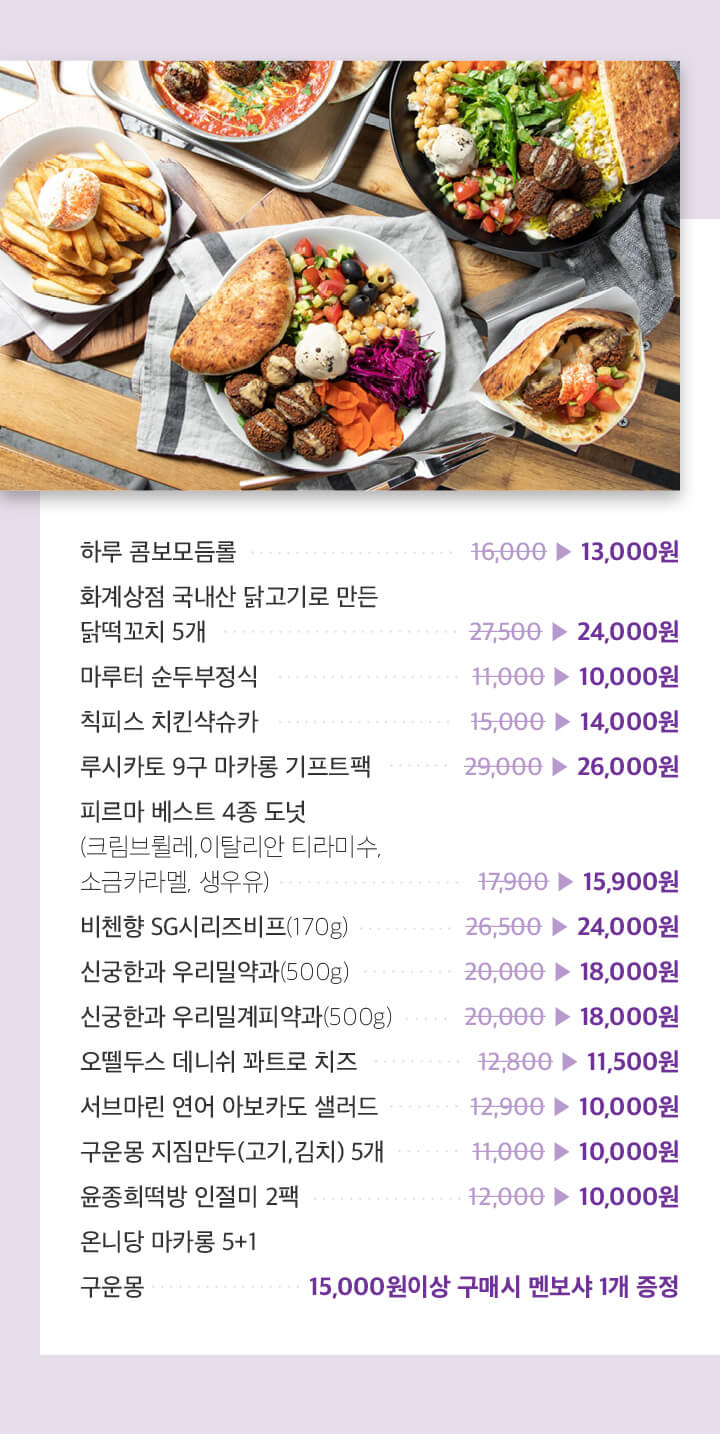 하루 콤보모듬롤 16,000 ▶ 13,000원
화계상점 국내산 닭고기로 만든
닭떡꼬치 5개 27,500 ▶ 24,000원
마루터 순두부정식 11,000 ▶ 10,000원
칙피스 치킨샥슈카 15,000 ▶ 14,000원
루시카토 9구 마카롱 기프트팩 29,000 ▶ 26,000원
피르마 베스트 4종 도넛
(크림브륄레,이탈리안 티라미수,
소금카라멜, 생우유) 17,900 ▶ 15,900원
비첸향 SG시리즈비프(170g) 26,500 ▶ 24,000원
신궁한과 우리밀약과(500g) 20,000 ▶ 18,000원
신궁한과 우리밀계피약과(500g) 20,000 ▶ 18,000원
오뗄두스 데니쉬 꽈트로 치즈 12,800 ▶ 11,500원
서브마린 연어 아보카도 샐러드 12,900 ▶ 10,000원
구운몽 지짐만두(고기,김치) 5개 11,000 ▶ 10,000원
윤종희떡방 인절미 2팩 12,000 ▶ 10,000원
온니당 마카롱 5+1
구운몽 15,000원이상 구매시 멘보샤 1개 증정